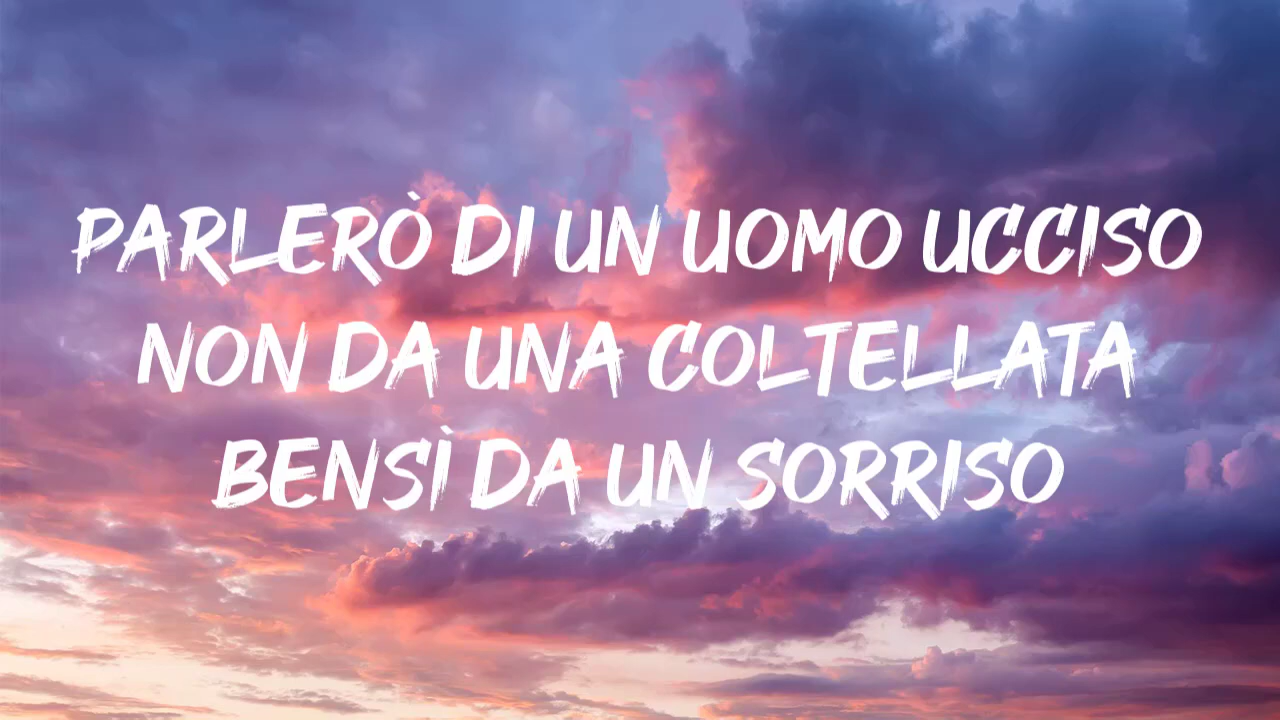 PARLERÒ DI UN UOMO UCCISO
NON DA UNA COLTELLATA
BENSÌ DA UN SORRISO